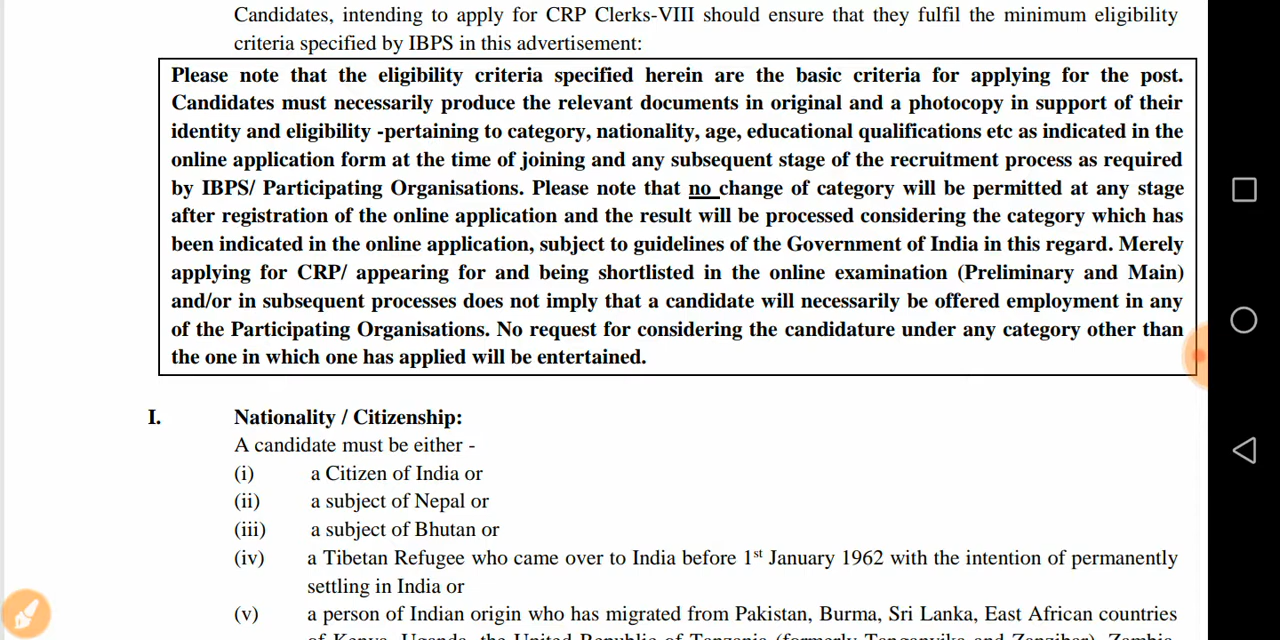 Candidates, intending to apply for CRP Clerks-VIII should ensure that they fulfil the minimum eligibility
criteria specified by IBPS in this advertisement:
Please note that the eligibility criteria specified herein are the basic criteria for applying for the post.
Candidates must necessarily produce the relevant documents in original and a photocopy in support of their
identity and eligibility -pertaining to category, nationality, age, educational qualifications etc as indicated in the
online application form at the time of joining and any subsequent stage of the recruitment process as required
by IBPS/ Participating Organisations. Please note that no change of category will be permitted at any stage
after registration of the online application and the result will be processed considering the category which has
been indicated in the online application, subject to guidelines of the Government of India in this regard. Merely
applying for CRP/ appearing for and being shortlisted in the online examination (Preliminary and Main)
and/or in subsequent processes does not imply that a candidate will necessarily be offered employment in any
of the Participating Organisations. No request for considering the candidature under any category other than
the one in which one has applied will be entertained.
I. Nationality / Citizenship:
A candidate must be either -
(i) a Citizen of India or
(ii) a subject of Nepal or
(iii) a subject of Bhutan or
(iv) a Tibetan Refugee who came over to India before 1st January 1962 with the intention of permanently
settling in India or
(v) a person of Indian origin who has migrated from Pakistan, Burma, Sri Lanka, East African countries
of Kenya, Uganda, the United Republic of Tanzania (formerly Tanganyika and Zanzibar), Zambia,